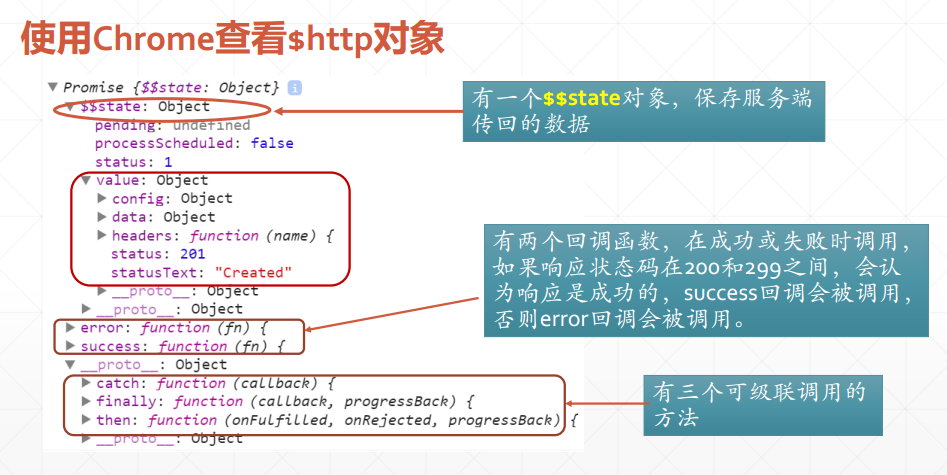 使用Chrome查看$http对象
▼ Promise {$$state: Object} i
▼ $$state: Object
pending: undefined
processScheduled: false
status: 1
▼ value: Object
▶ config: Object
▶ data: Object
▶ headers: function (name) {
status: 201
statusText: "Created"
▶ __proto__: Object
▶ __proto__: Object
▶ error: function (fn) {
▶ success: function (fn) {
▼ __proto__: Object
▶ catch: function (callback) {
▶ finally: function (callback, progressBack) {
▶ then: function (onFulfilled, onRejected, progressBack) {
▶ __proto__: Object
有一个$$state对象，保存服务端
传回的数据
有两个回调函数，在成功或失败时调用，
如果响应状态码在200和299之间，会认
为响应是成功的，success回调会被调用，
否则error回调会被调用。
有三个可级联调用的
方法